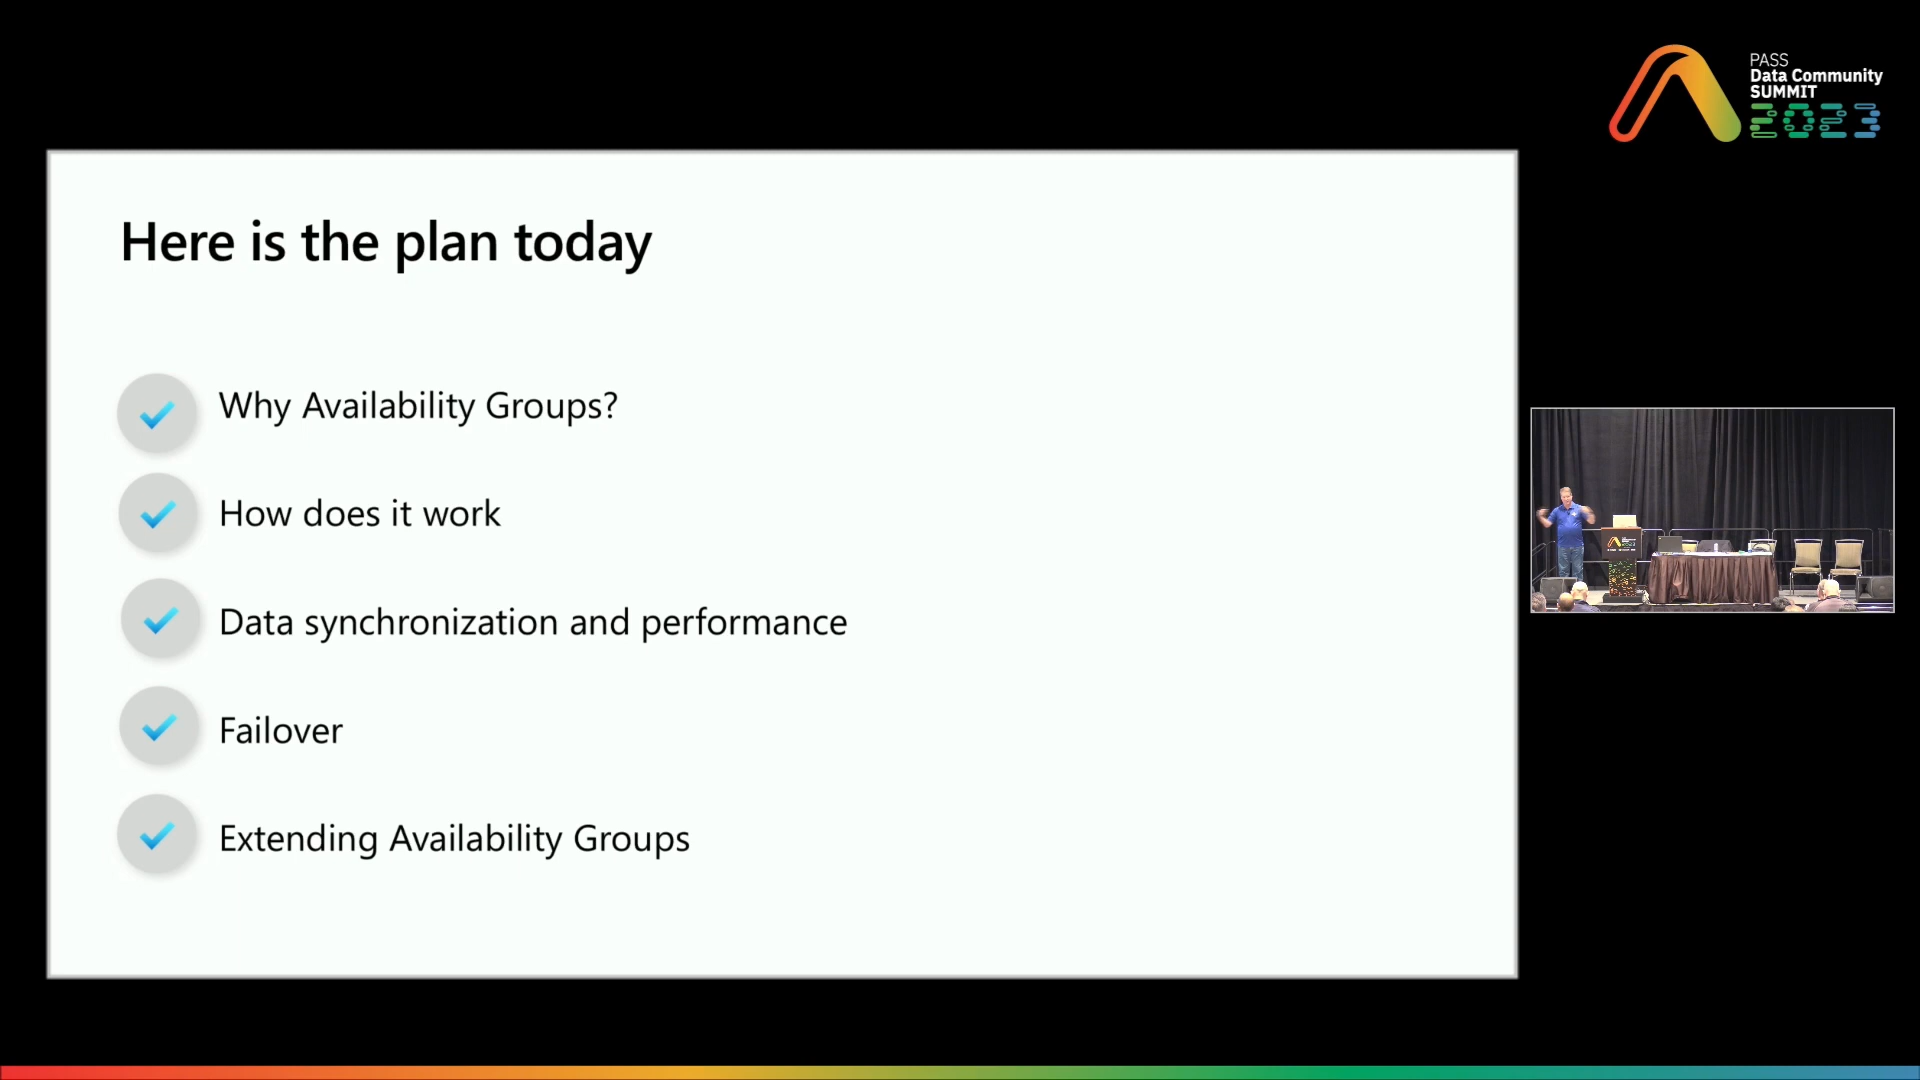 PASS
Data Community
SUMMIT
2023
Here is the plan today
Why Availability Groups?
How does it work
Data synchronization and performance
Failover
Extending Availability Groups